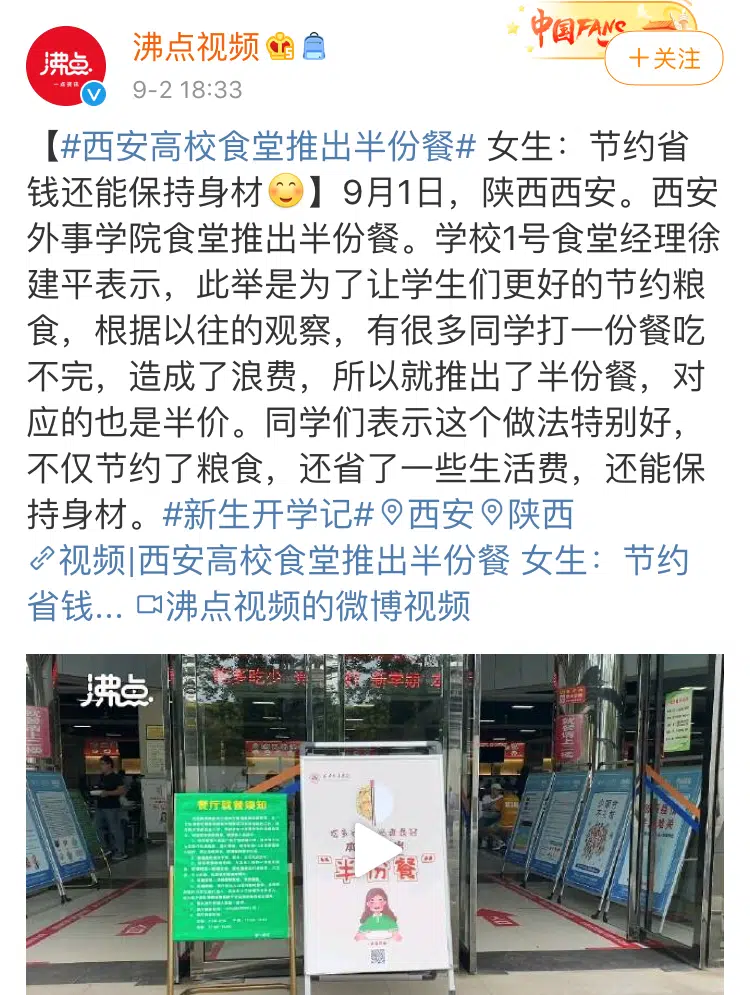 中国FANS
沸点
一点就沸
沸点视频
9-2 18:33
+关注
【#西安高校食堂推出半份餐# 女生：节约省
钱还能保持身材😊】9月1日，陕西西安。西安
外事学院食堂推出半份餐。学校1号食堂经理徐
建平表示，此举是为了让学生们更好的节约粮
食，根据以往的观察，有很多同学打一份餐吃
不完，造成了浪费，所以就推出了半份餐，对
应的也是半价。同学们表示这个做法特别好，
不仅节约了粮食，还省了一些生活费，还能保
持身材。#新生开学记# 西安 陕西
视频|西安高校食堂推出半份餐 女生：节约
省钱... 沸点视频的微博视频
沸点
餐厅就餐须知
半份餐